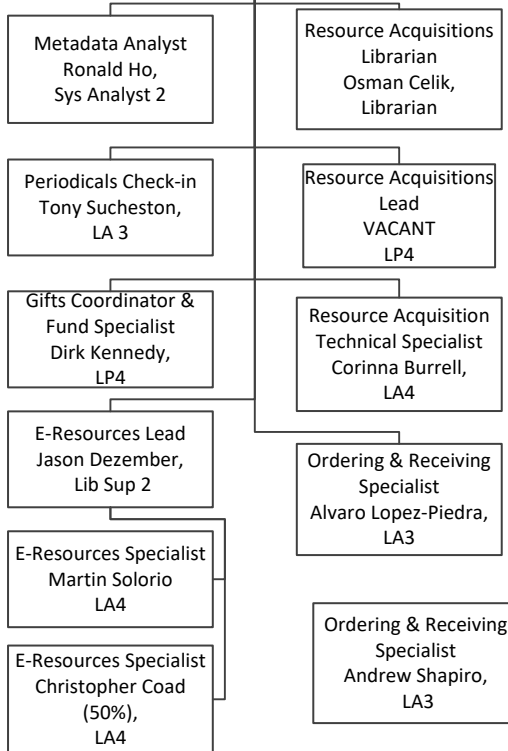 Metadata Analyst
Ronald Ho,
Sys Analyst 2
Resource Acquisitions
Librarian
Osman Celik,
Librarian
Periodicals Check-in
Tony Sucheston,
LA 3
Resource Acquisitions
Lead
VACANT
LP4
Gifts Coordinator &
Fund Specialist
Dirk Kennedy,
LP4
Resource Acquisition
Technical Specialist
Corinna Burrell,
LA4
E-Resources Lead
Jason Dezember,
Lib Sup 2
Ordering & Receiving
Specialist
Alvaro Lopez-Piedra,
LA3
E-Resources Specialist
Martin Solorio
LA4
E-Resources Specialist
Christopher Coad
(50%),
LA4
Ordering & Receiving
Specialist
Andrew Shapiro,
LA3